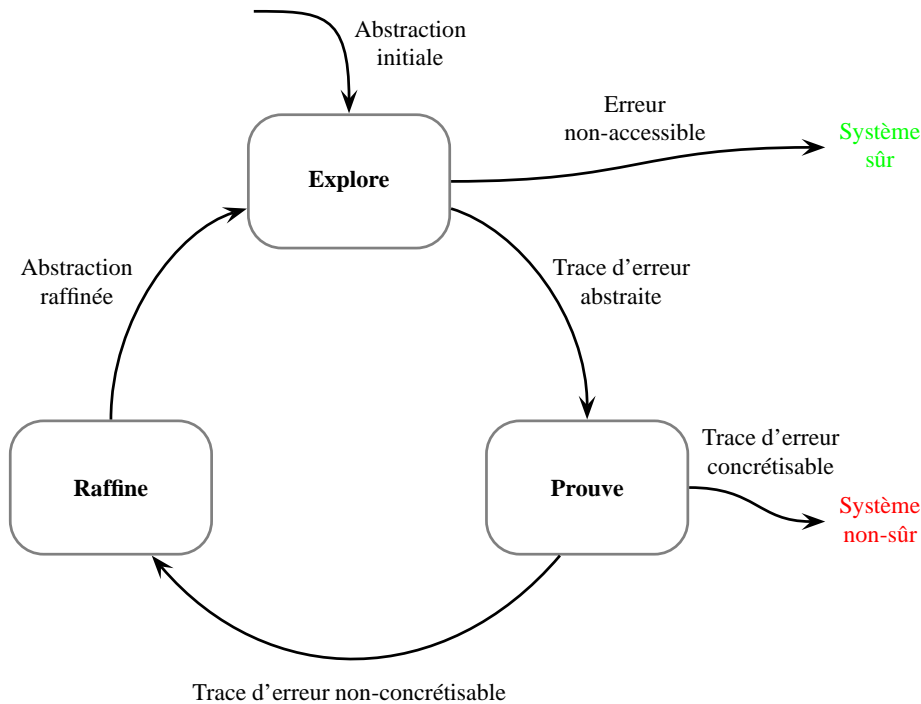 Abstraction
initiale
Erreur
non-accessible
Système
sûr
Explore
Abstraction
raffinée
Trace d'erreur
abstraite
Raffine
Prouve
Trace d'erreur
concrétisable
Système
non-sûr
Trace d'erreur non-concrétisable